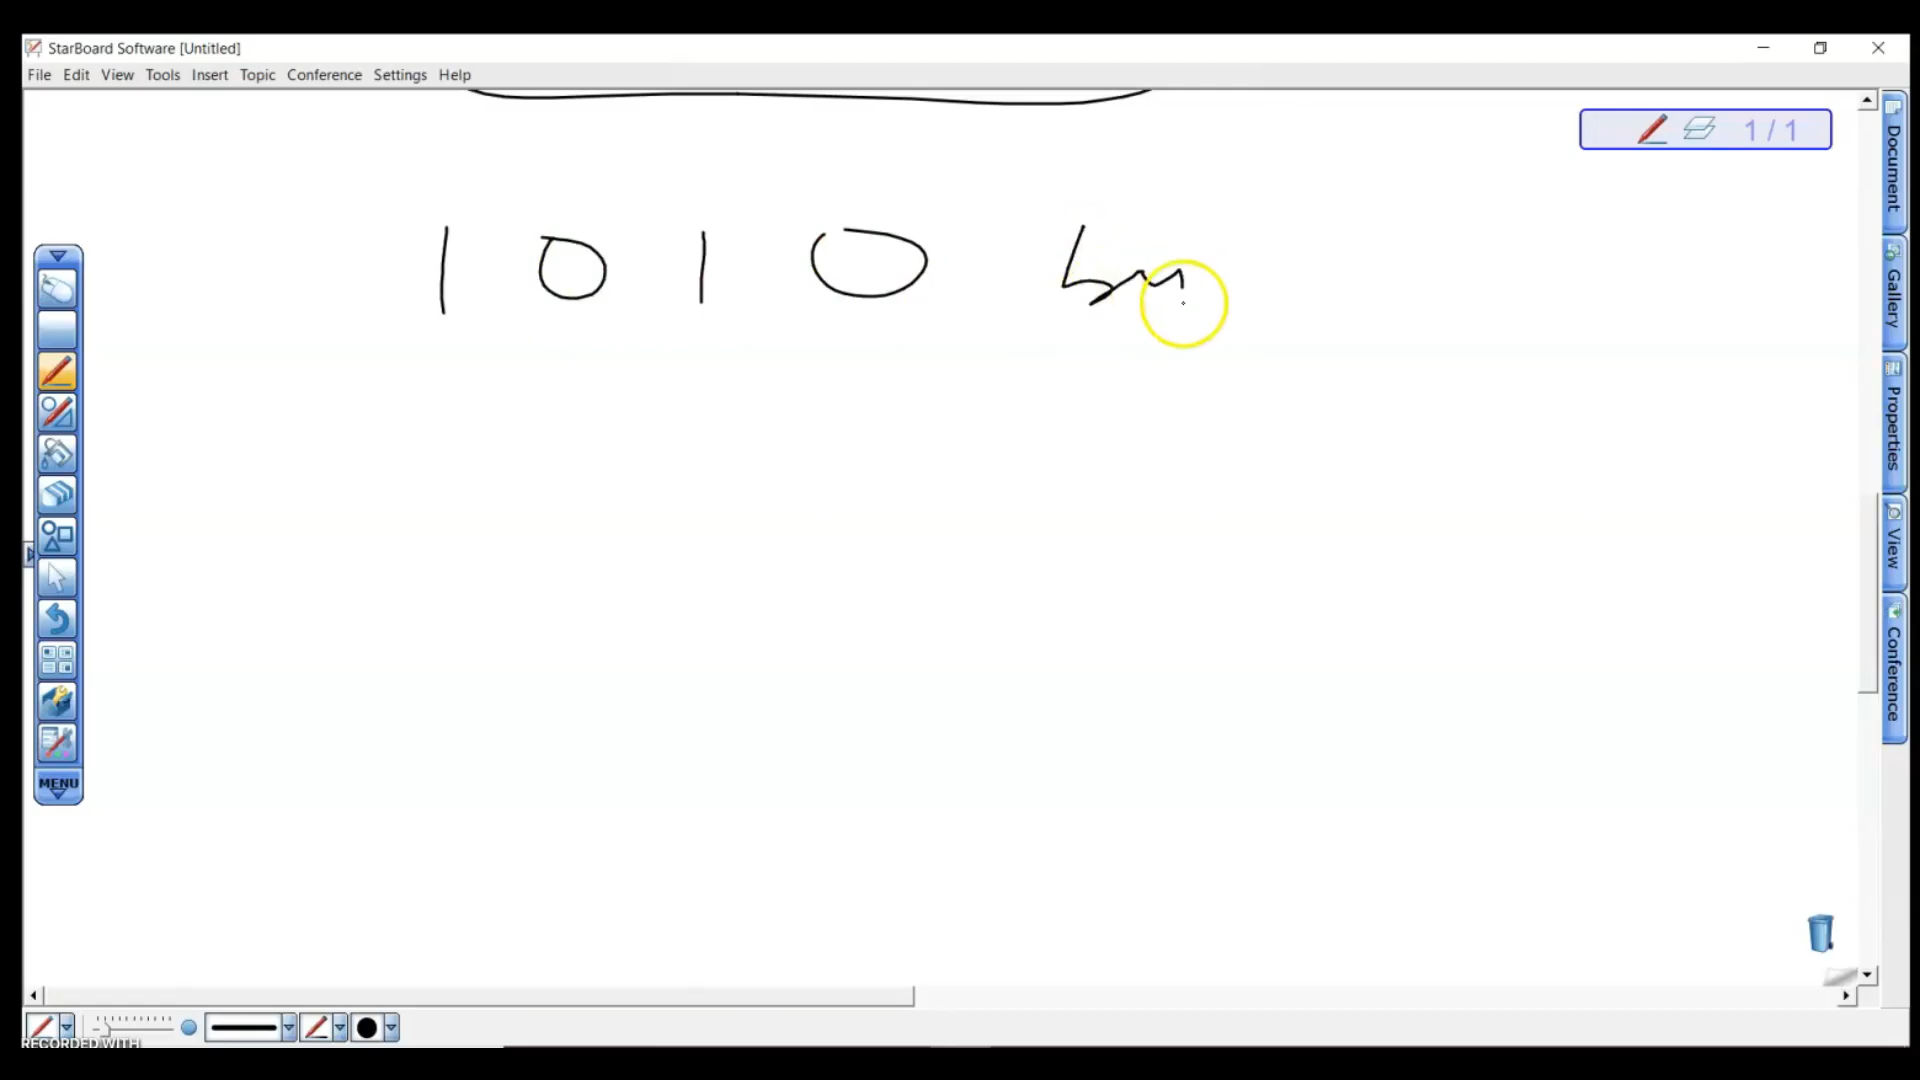 StarBoard Software [Untitled]
File Edit View Tools Insert Topic Conference Settings Help
1 / 1
1 0 1 0
Document
Gallery
Properties
View
Conference
MENU
RECORDED WITH